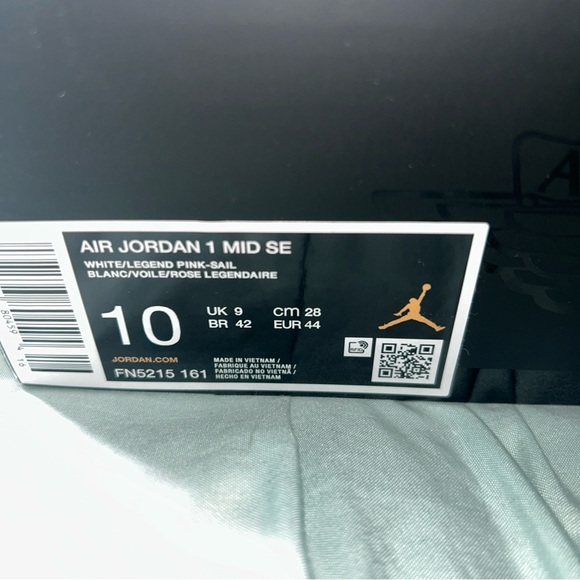 AIR JORDAN 1 MID SE
WHITE/LEGEND PINK-SAIL
BLANC/VOILE/ROSE LEGENDAIRE
10
UK 9 CM 28
BR 42 EUR 44
JORDAN.COM
FN5215 161
MADE IN VIETNAM /
FABRIQUE AU VIETNAM /
FABRICADO NO VIETNÃ /
HECHO EN VIETNAM